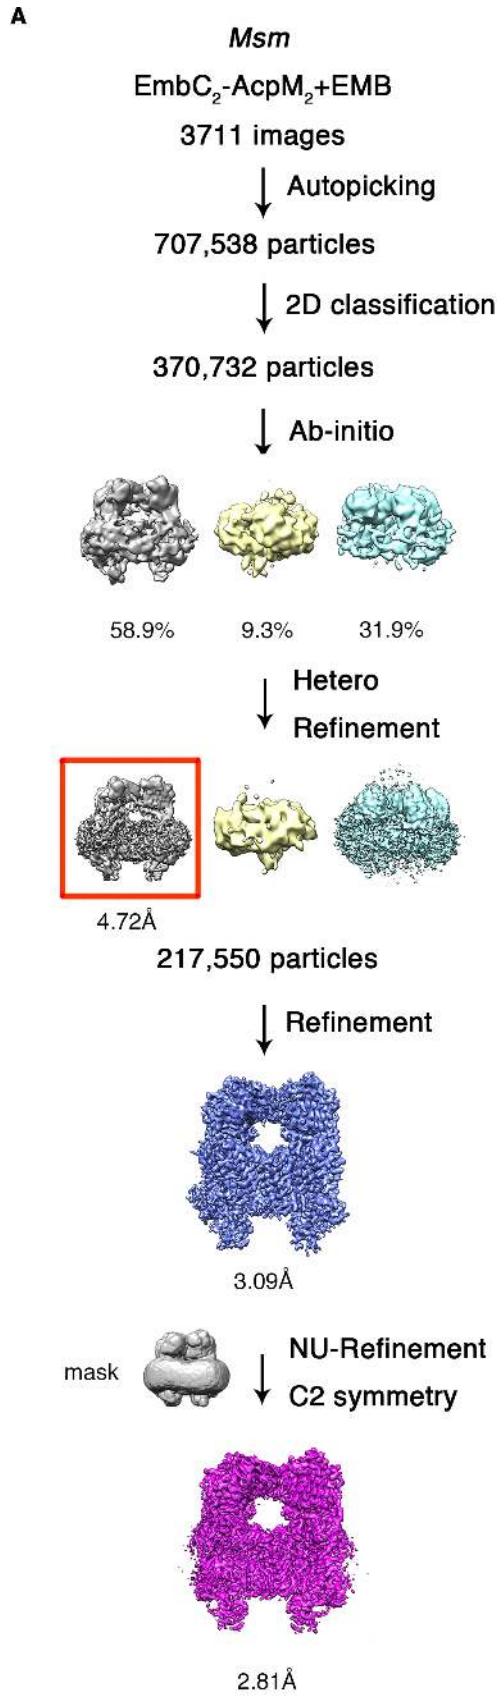 A
Msm
EmbC2-AcpM2+EMB
3711 images
Autopicking
707,538 particles
2D classification
370,732 particles
Ab-initio
58.9% 9.3% 31.9%
Hetero
Refinement
4.72Å
217,550 particles
Refinement
3.09Å
mask
NU-Refinement
C2 symmetry
2.81Å